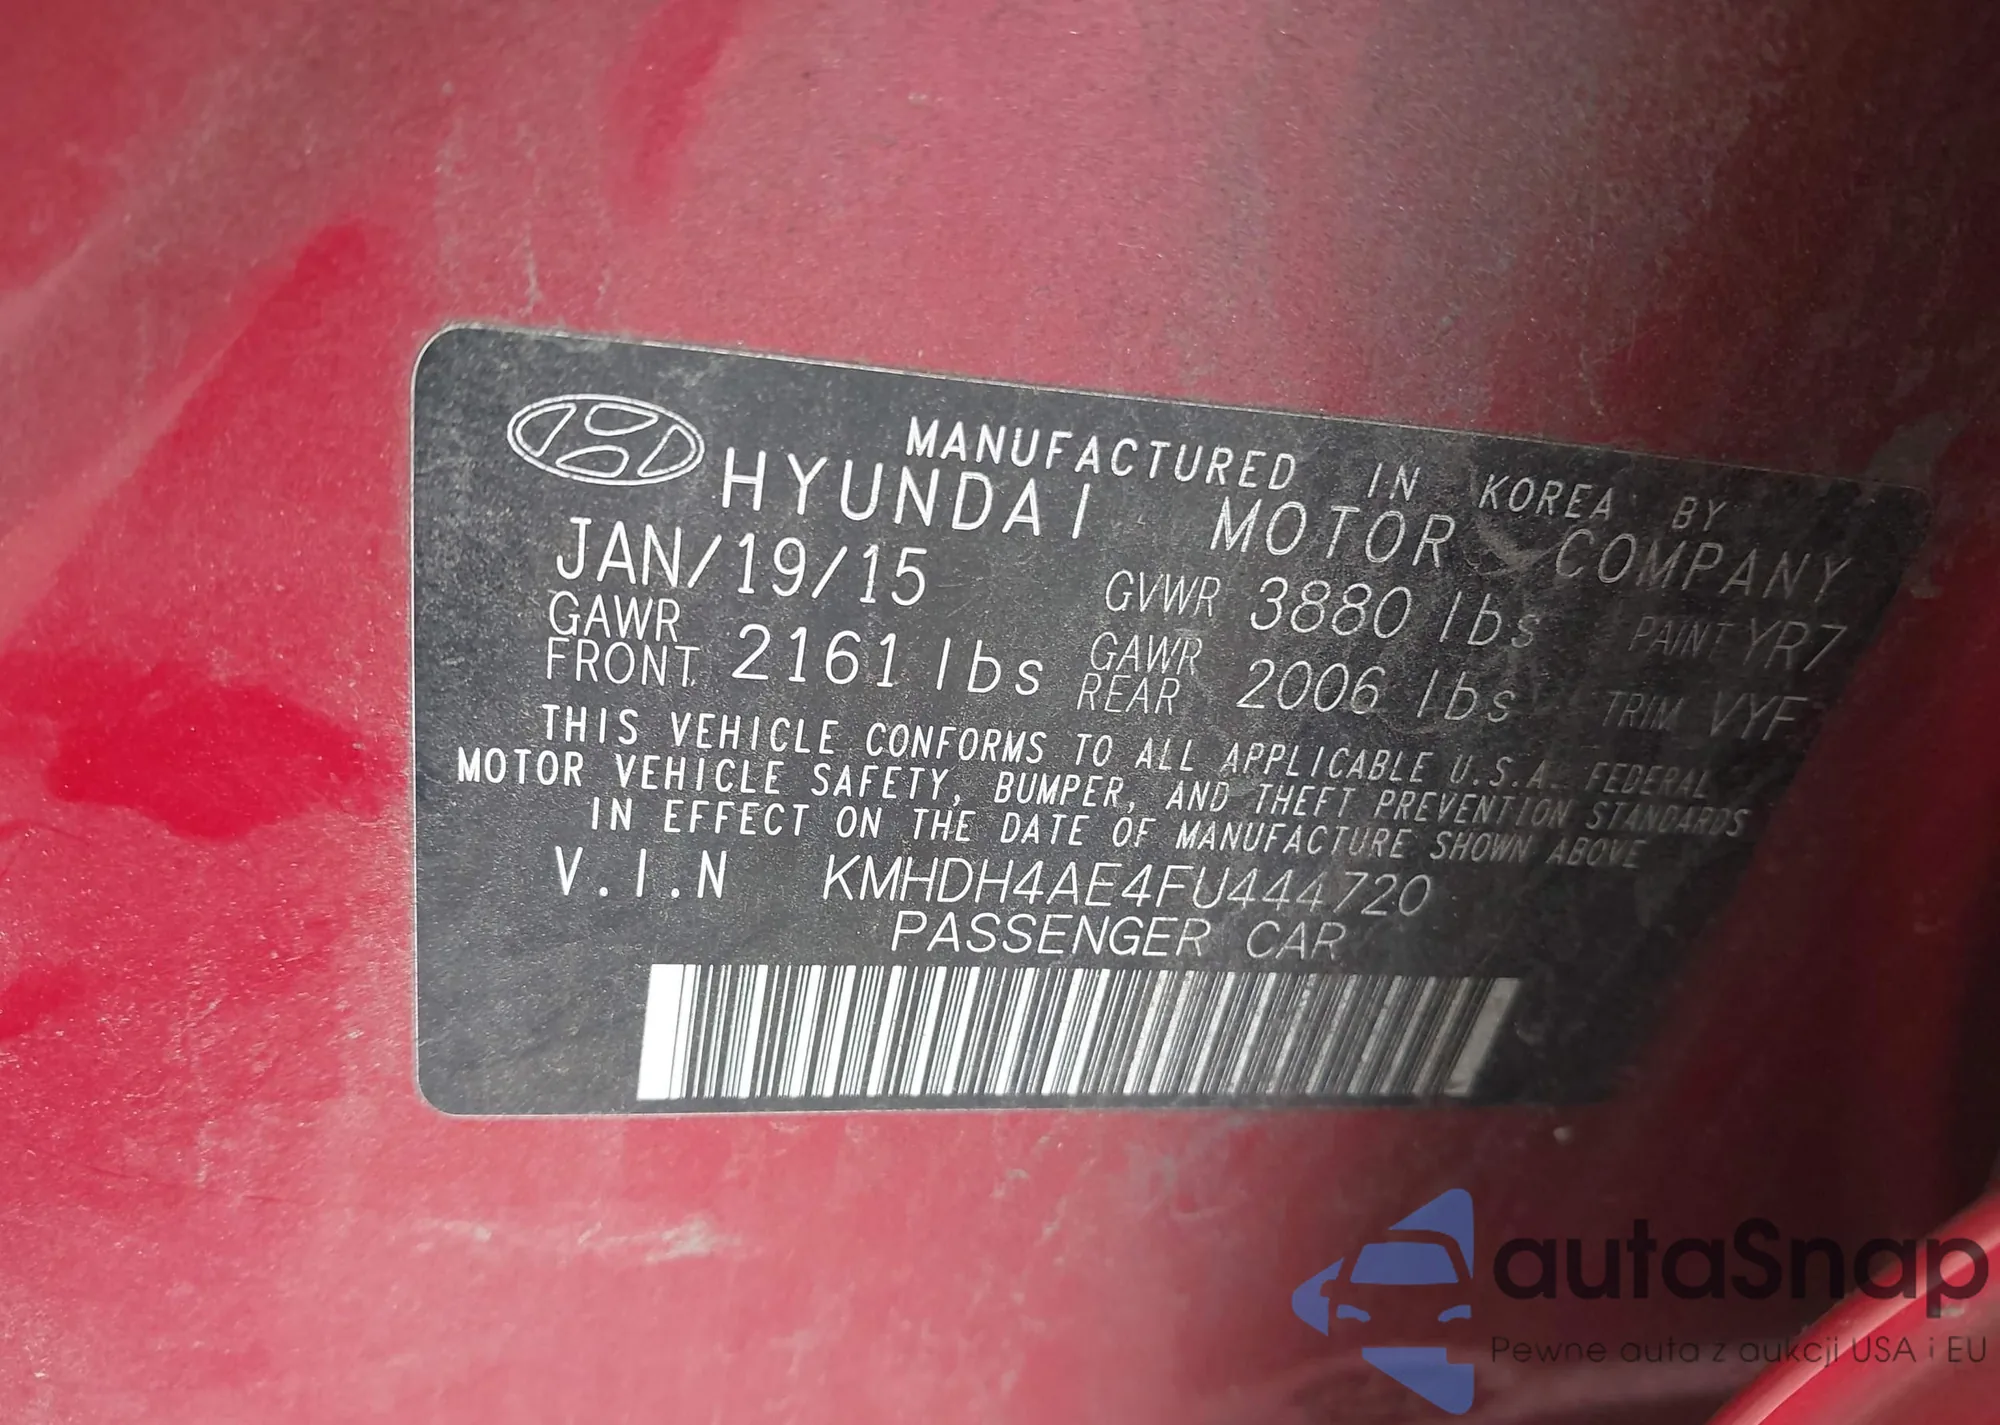 MANUFACTURED IN KOREA BY
HYUNDAI MOTOR COMPANY
JAN/19/15 GVWR 3880 lbs PAINT YR7
GAWR FRONT 2161 lbs GAWR REAR 2006 lbs TRIM VYF
THIS VEHICLE CONFORMS TO ALL APPLICABLE U.S.A. FEDERAL
MOTOR VEHICLE SAFETY, BUMPER, AND THEFT PREVENTION STANDARDS
IN EFFECT ON THE DATE OF MANUFACTURE SHOWN ABOVE
V.I.N KMHDH4AE4FU444720
PASSENGER CAR
autaSnap
Pewne auta z aukcji USA i EU